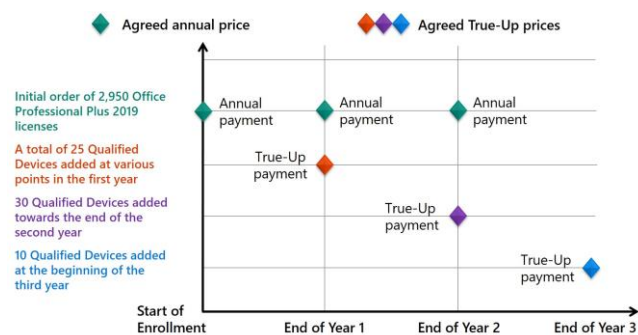 Agreed annual price
Agreed True-Up prices
Initial order of 2,950 Office
Professional Plus 2019
licenses
A total of 25 Qualified
Devices added at various
points in the first year
30 Qualified Devices added
towards the end of the
second year
10 Qualified Devices added
at the beginning of the
third year
Annual
payment
Annual
payment
Annual
payment
True-Up
payment
True-Up
payment
True-Up
payment
Start of
Enrollment
End of Year 1
End of Year 2
End of Year 3